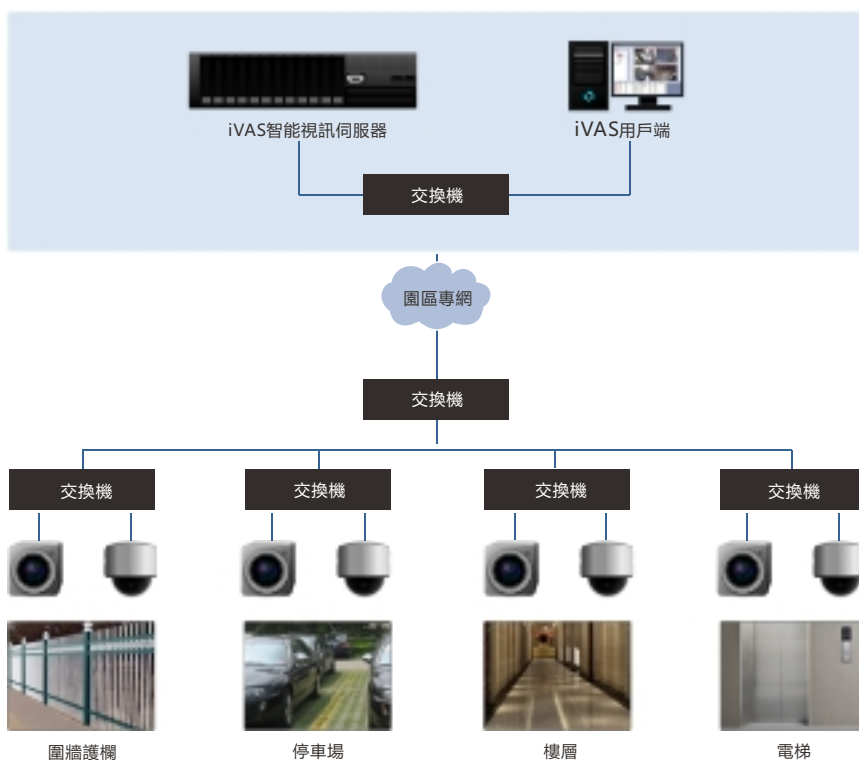 iVAS智能視訊伺服器
iVAS用戶端
交換機
園區專網
交換機
交換機
交換機
交換機
交換機
圍牆護欄
停車場
樓層
電梯